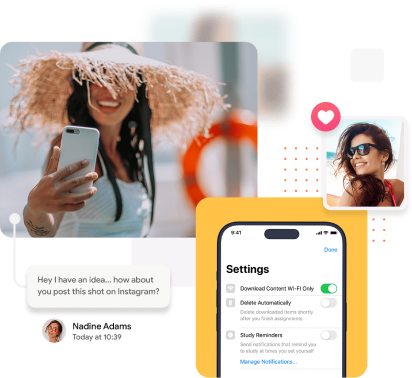 9:41
Done
Settings
Download Content Wi-Fi Only
Delete Automatically
Delete downloaded items shortly
after you finish assignments
Study Reminders
Send notifications that remind you
to study at times you set yourself
Manage Notifications...
Hey I have an idea... how about
you post this shot on Instagram?
Nadine Adams
Today at 10:39